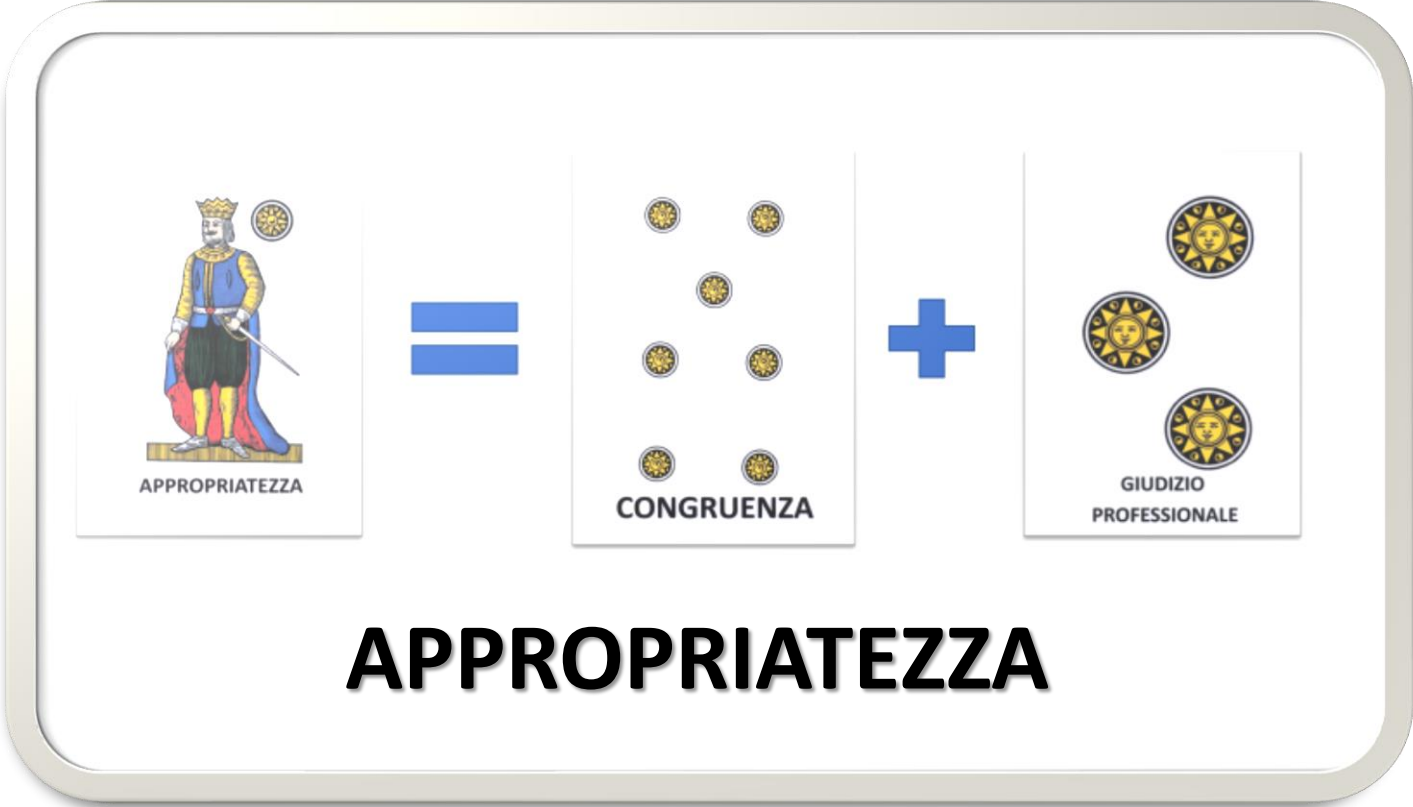 APPROPRIATEZZA
CONGRUENZA
GIUDIZIO
PROFESSIONALE
APPROPRIATEZZA